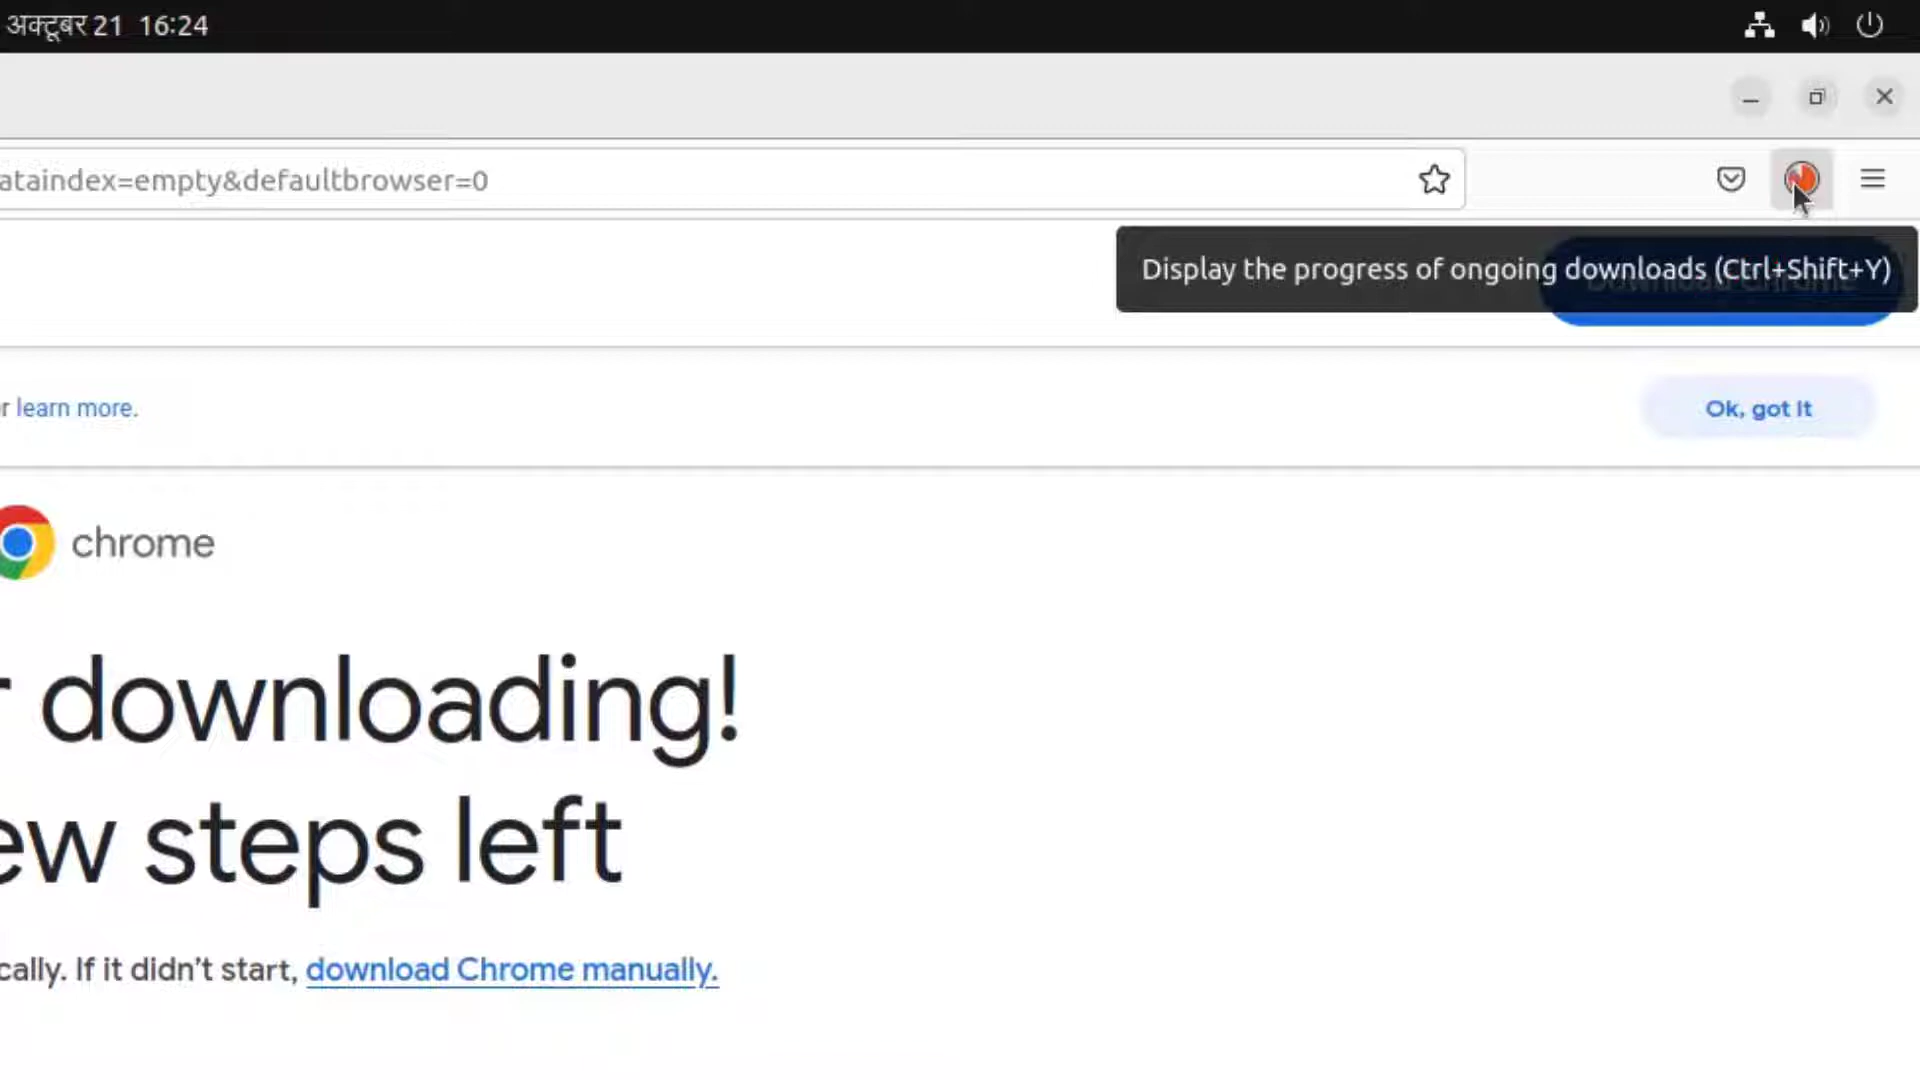 अक्टूबर 21 16:24
ataindex=empty&defaultbrowser=0
Display the progress of ongoing downloads (Ctrl+Shift+Y)
r learn more.
Ok, got it
chrome
r downloading!
ew steps left
cally. If it didn't start, download Chrome manually.